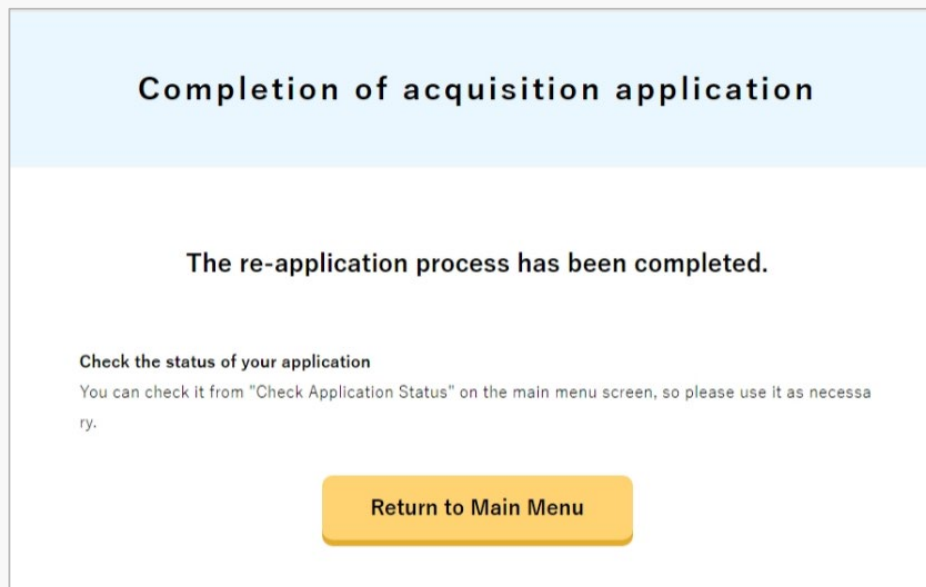 Completion of acquisition application
The re-application process has been completed.
Check the status of your application
You can check it from "Check Application Status" on the main menu screen, so please use it as necessa
ry.
Return to Main Menu